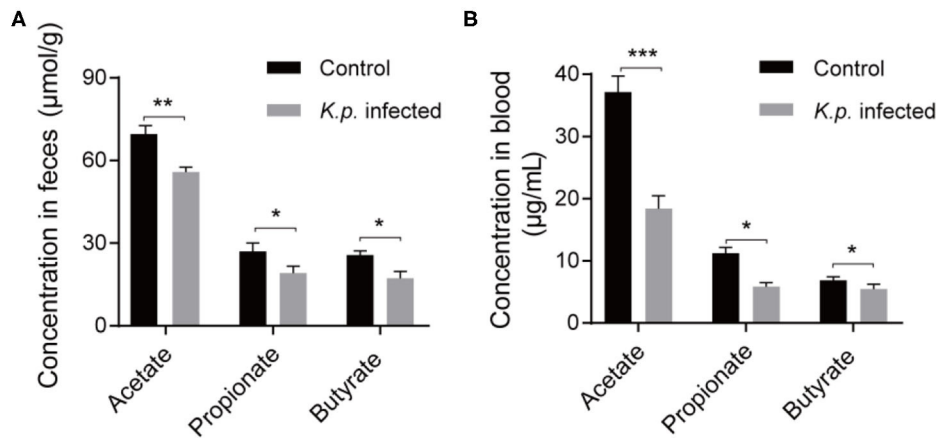 A
Concentration in feces (μmol/g)
90
60
30
0
Control
K.p. infected
**
*
*
Acetate
Propionate
Butyrate
B
Concentration in blood
(μg/mL)
40
30
20
10
0
Control
K.p. infected
***
*
*
Acetate
Propionate
Butyrate